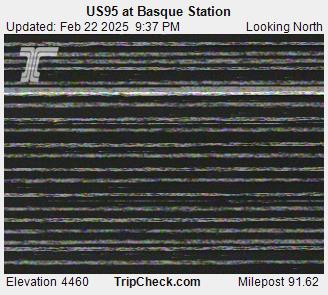 US95 at Basque Station
Updated: Feb 22 2025 9:37 PM Looking North
Elevation 4460 TripCheck.com Milepost 91.62